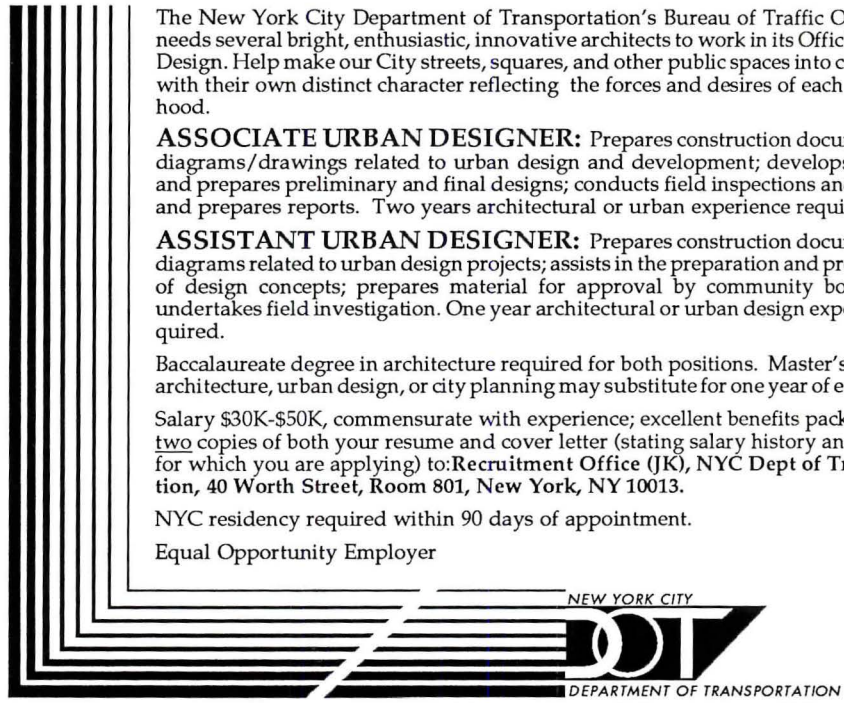 The New York City Department of Transportation's Bureau of Traffic O
needs several bright, enthusiastic, innovative architects to work in its Offic
Design. Help make our City streets, squares, and other public spaces into c
with their own distinct character reflecting the forces and desires of each
hood.
ASSOCIATE URBAN DESIGNER: Prepares construction docu
diagrams/drawings related to urban design and development; develops
and prepares preliminary and final designs; conducts field inspections an
and prepares reports. Two years architectural or urban experience requi
ASSISTANT URBAN DESIGNER: Prepares construction docu
diagrams related to urban design projects; assists in the preparation and pr
of design concepts; prepares material for approval by community bo
undertakes field investigation. One year architectural or urban design exp
quired.
Baccalaureate degree in architecture required for both positions. Master's
architecture, urban design, or city planning may substitute for one year of e
Salary $30K-$50K, commensurate with experience; excellent benefits pack
two copies of both your resume and cover letter (stating salary history an
for which you are applying) to:Recruitment Office (JK), NYC Dept of Tr
tion, 40 Worth Street, Room 801, New York, NY 10013.
NYC residency required within 90 days of appointment.
Equal Opportunity Employer
NEW YORK CITY
DOT
DEPARTMENT OF TRANSPORTATION